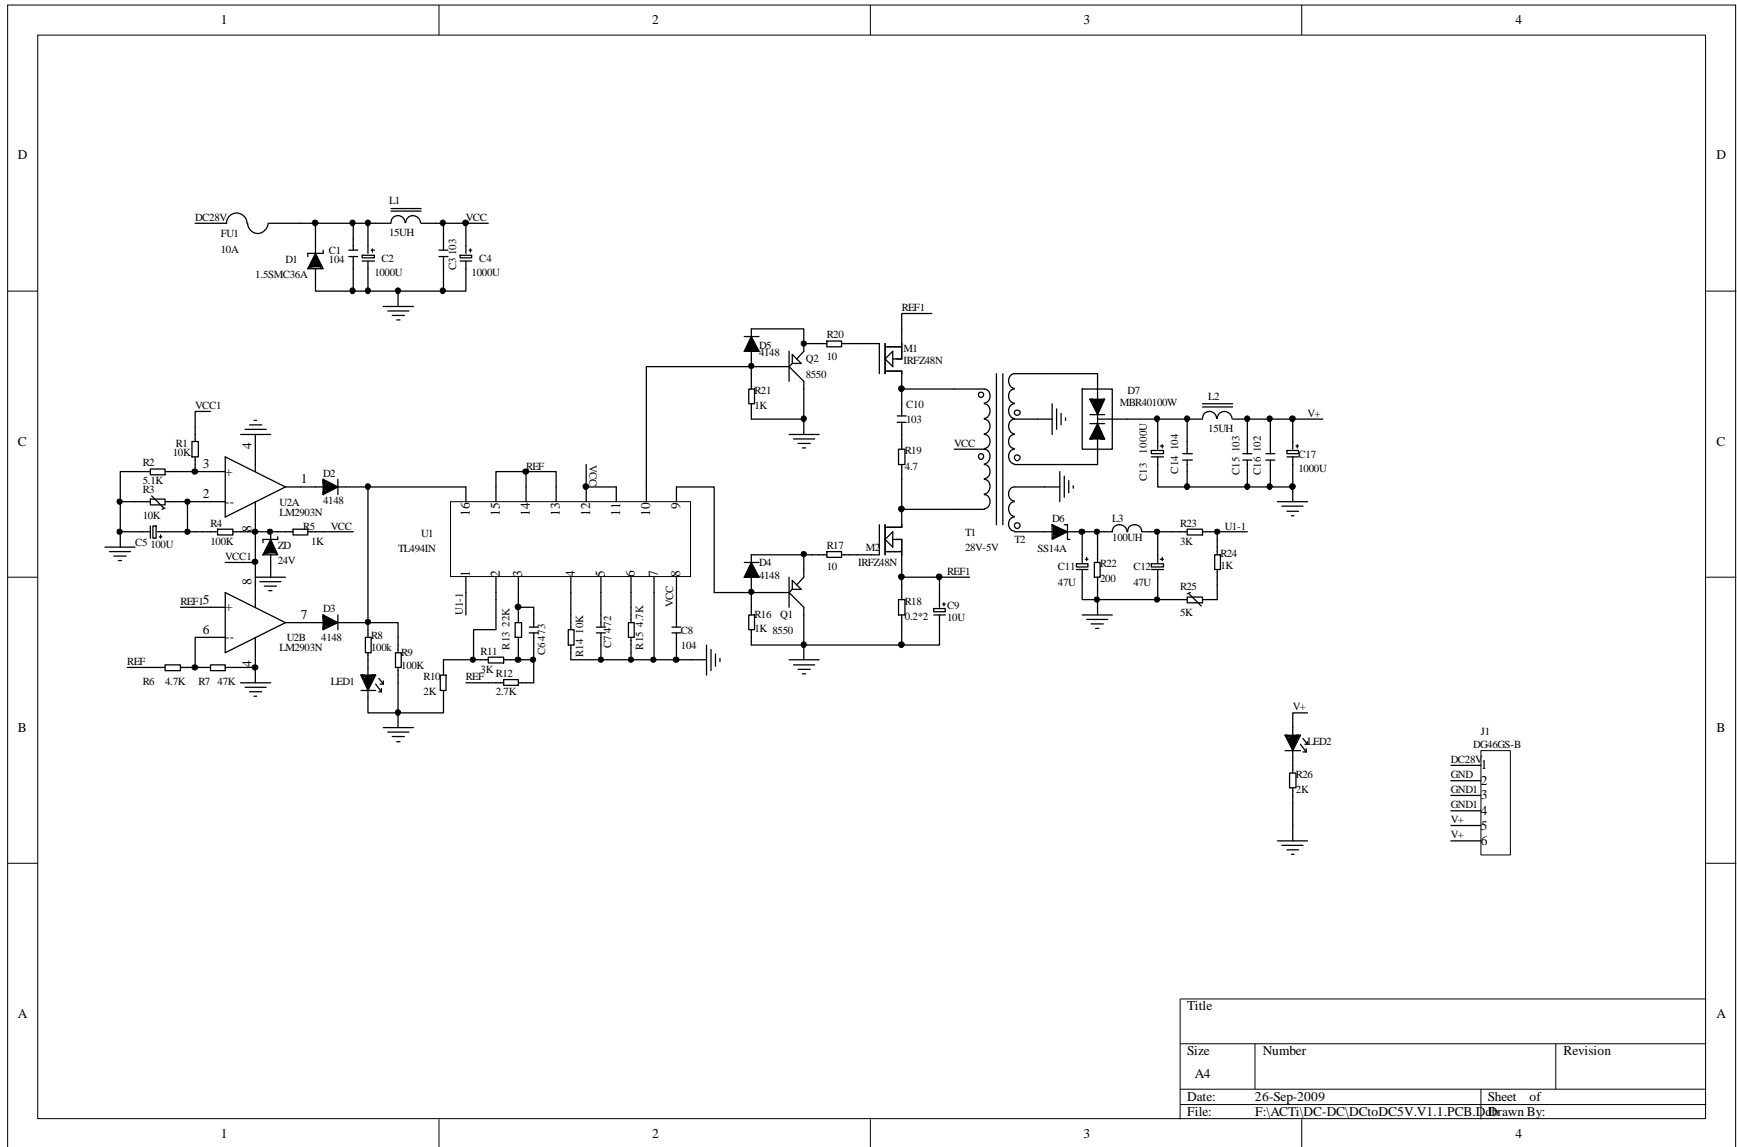 1 2 3 4
D D
DC28V
FU1
10A
D1
1.5SMC36A
C1
104
C2
1000U
L1
15UH
C3 103
C4
1000U
VCC
C C
VCC1
R1
10K
R2
5.1K
R3
10K
C5 100U
R4
100K
3
2
+
--
4
8
1
U2A
LM2903N
D2
4148
R5
1K
VCC
ZD
24V
VCC1
8
REF1 5
6
+
--
7
4
U2B
LM2903N
D3
4148
REF
R6 4.7K
R7 47K
R8
100k
R9
100K
LED1
R10
2K
U1
TL494IN
16 15 14 13 12 11 10 9
REF
VCC
1 2 3 4 5 6 7 8
U1-1
R11
3K
REF
R12
2.7K
R13 22K
C6 473
R14 10K
C7 472
R15 4.7K
VCC
C8
104
D5
4148
R21
1K
Q2
8550
R20
10
D4
4148
R16
1K
Q1
8550
R17
10
REF1
M1
IRFZ48N
C10
103
R19
4.7
VCC
M2
IRFZ48N
REF1
R18
0.2*2
C9
10U
T1
28V-5V
T2
D7
MBR40100W
C13 1000U
C14 104
L2
15UH
C15 103
C16 102
C17
1000U
V+
D6
SS14A
L3
100UH
C11
47U
R22
200
C12
47U
R23
3K
U1-1
R24
1K
R25
5K
B B
V+
LED2
R26
2K
J1
DG46GS-B
DC28V 1
GND 2
GND1 3
GND1 4
V+ 5
V+ 6
A A
Title
Size Number Revision
A4
Date: 26-Sep-2009 Sheet of
File: F:\ACTi\DC-DC\DCtoDC5V.V1.1.PCB.Ddb Drawn By:
1 2 3 4